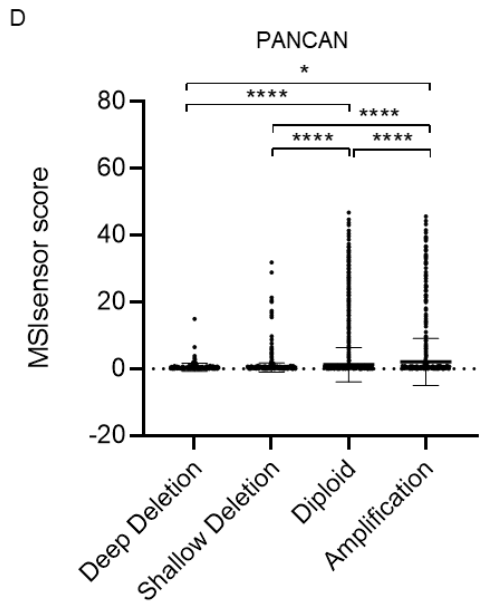 D
PANCAN
*
****
****
**** ****
80
60
40
20
0
-20
MSIsensor score
Deep Deletion
Shallow Deletion
Diploid
Amplification